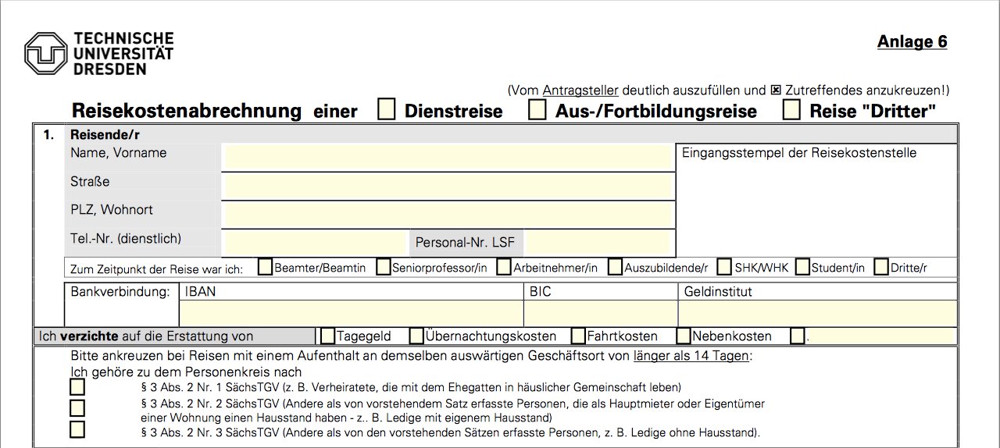 TECHNISCHE
UNIVERSITÄT
DRESDEN
Anlage 6
(Vom Antragsteller deutlich auszufüllen und ☒ Zutreffendes anzukreuzen!)
Reisekostenabrechnung einer Dienstreise Aus-/Fortbildungsreise Reise "Dritter"
1. Reisende/r
Name, Vorname
Eingangsstempel der Reisekostenstelle
Straße
PLZ, Wohnort
Tel.-Nr. (dienstlich) Personal-Nr. LSF
Zum Zeitpunkt der Reise war ich: Beamter/Beamtin Seniorprofessor/in Arbeitnehmer/in Auszubildende/r SHK/WHK Student/in Dritte/r
Bankverbindung: IBAN BIC Geldinstitut
Ich verzichte auf die Erstattung von Tagegeld Übernachtungskosten Fahrtkosten Nebenkosten .
Bitte ankreuzen bei Reisen mit einem Aufenthalt an demselben auswärtigen Geschäftsort von länger als 14 Tagen:
Ich gehöre zu dem Personenkreis nach
§ 3 Abs. 2 Nr. 1 SächsTGV (z. B. Verheiratete, die mit dem Ehegatten in häuslicher Gemeinschaft leben)
§ 3 Abs. 2 Nr. 2 SächsTGV (Andere als von vorstehendem Satz erfasste Personen, die als Hauptmieter oder Eigentümer
einer Wohnung einen Hausstand haben - z.. B. Ledige mit eigenem Hausstand)
§ 3 Abs. 2 Nr. 3 SächsTGV (Andere als von den vorstehenden Sätzen erfasste Personen, z. B. Ledige ohne Hausstand).